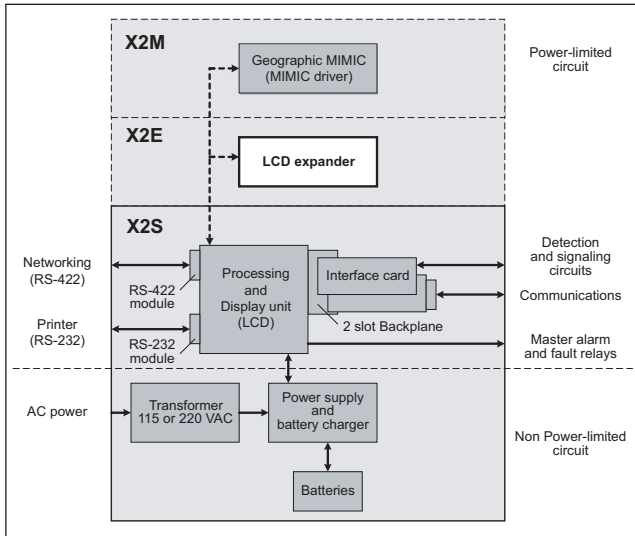 X2M
Geographic MIMIC
(MIMIC driver)
Power-limited
circuit
X2E
LCD expander
X2S
Networking
(RS-422)
RS-422
module
Processing
and
Display unit
(LCD)
Interface card
2 slot Backplane
Detection
and signaling
circuits
Communications
Printer
(RS-232)
RS-232
module
Master alarm
and fault relays
AC power
Transformer
115 or 220 VAC
Power supply
and
battery charger
Batteries
Non Power-limited
circuit